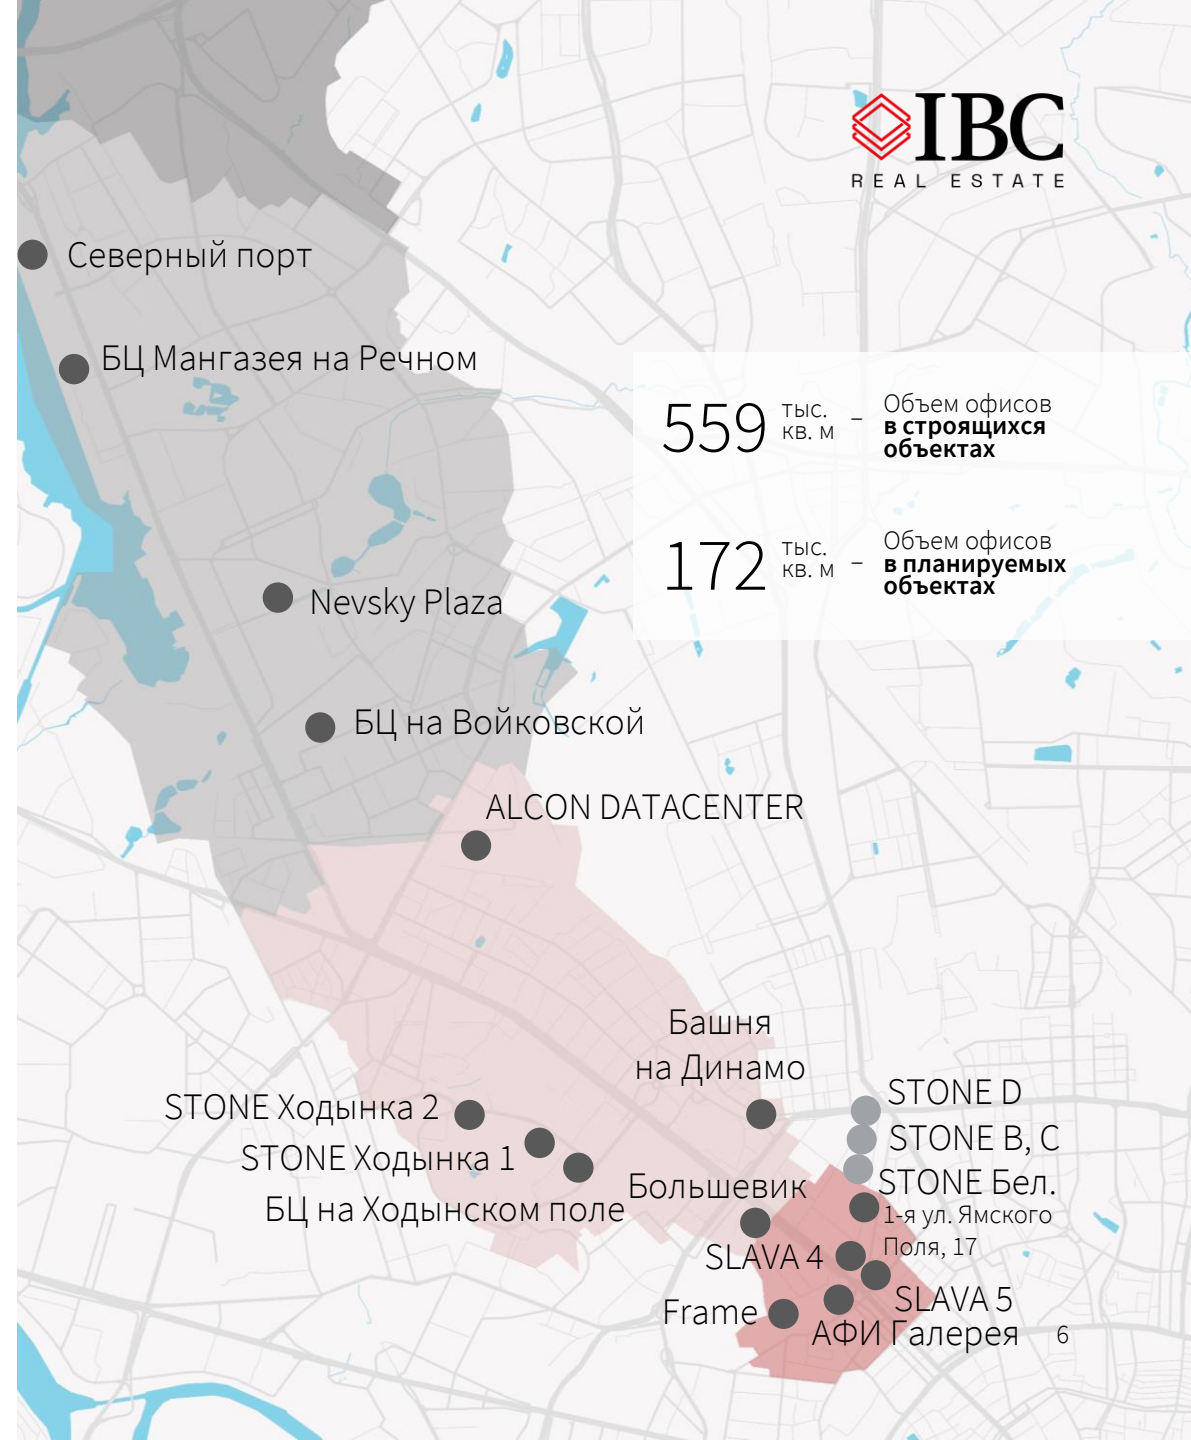 IBC
REAL ESTATE
Северный порт
БЦ Мангазея на Речном
559 тыс. кв. м – Объем офисов
в строящихся
объектах
172 тыс. кв. м – Объем офисов
в планируемых
объектах
Nevsky Plaza
БЦ на Войковской
ALCON DATACENTER
Башня
на Динамо
STONE D
STONE Ходынка 2
STONE B, C
STONE Ходынка 1
Большевик
STONE Бел.
БЦ на Ходынском поле
1-я ул. Ямского
Поля, 17
SLAVA 4
SLAVA 5
Frame
АФИ Галерея
6